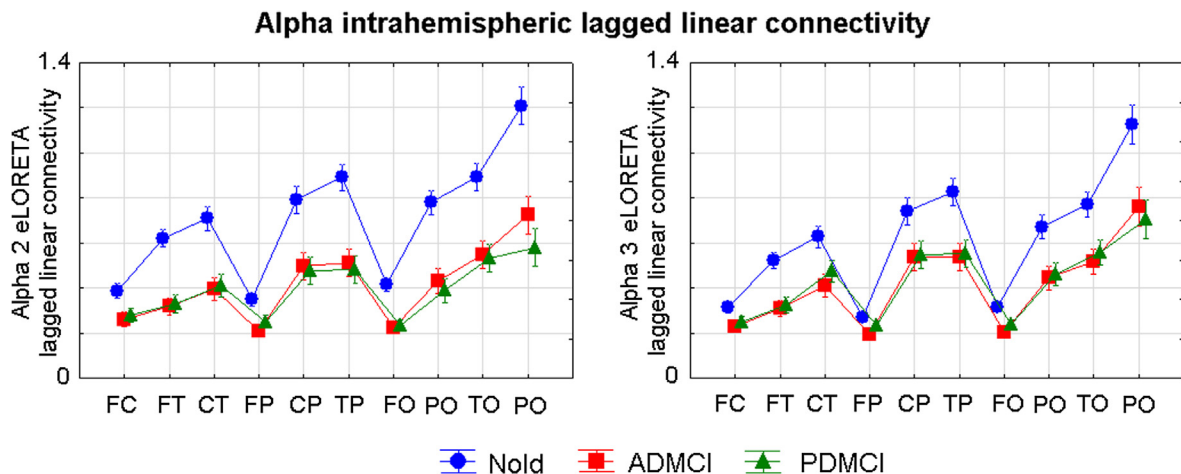 Alpha intrahemispheric lagged linear connectivity
Alpha 2 eLORETA
lagged linear connectivity
1.4
0
FC FT CT FP CP TP FO PO TO PO
Alpha 3 eLORETA
lagged linear connectivity
1.4
0
FC FT CT FP CP TP FO PO TO PO
Nold ADMCI PDMCI